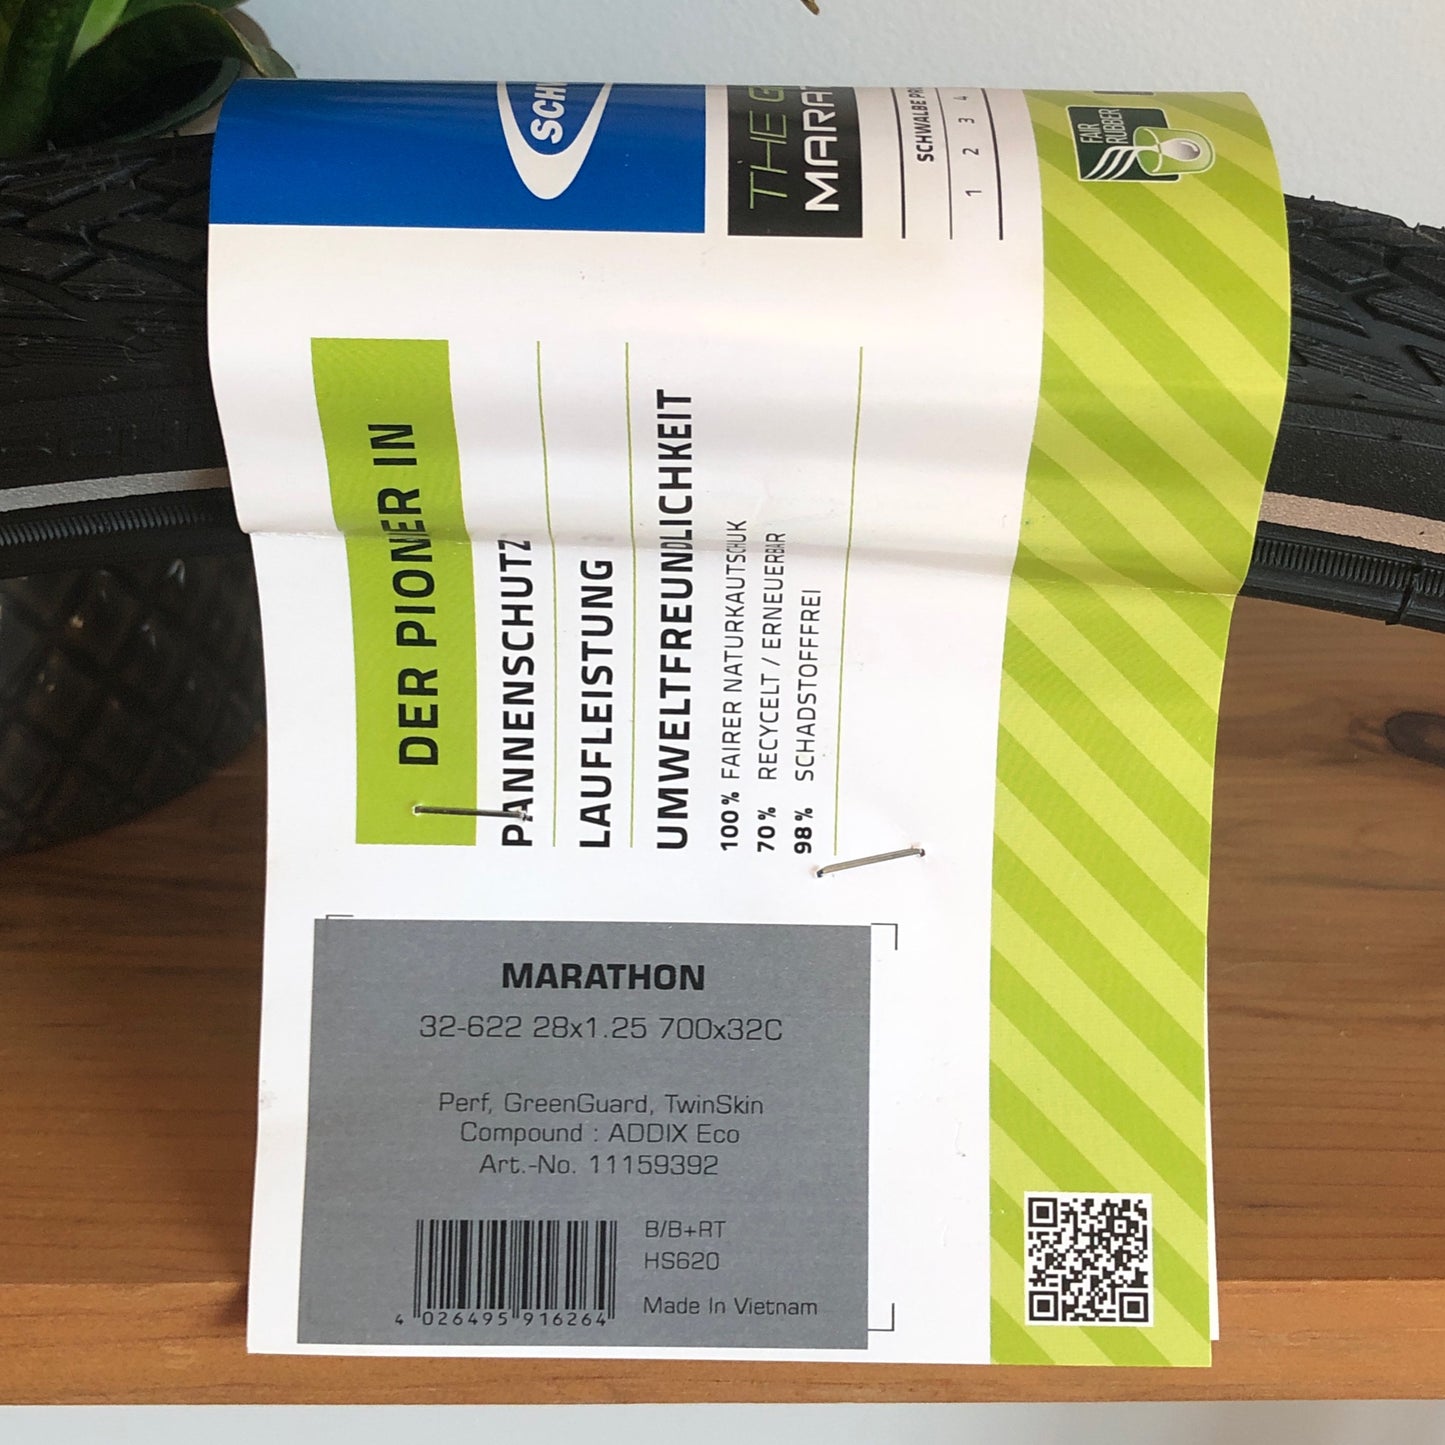 THE G
MARAT
SCHWALBE PR
1 2 3 4
FAIR
RUBBER
DER PIONIER IN
PANNENSCHUTZ
LAUFLEISTUNG
UMWELTFREUNDLICHKEIT
100% FAIRER NATURKAUTSCHUK
70% RECYCELT / ERNEUERBAR
98% SCHADSTOFFFREI
MARATHON
32-622 28x1.25 700x32C
Perf, GreenGuard, TwinSkin
Compound : ADDIX Eco
Art.-No. 11159392
B/B+RT
HS620
Made In Vietnam
4 026495 916264